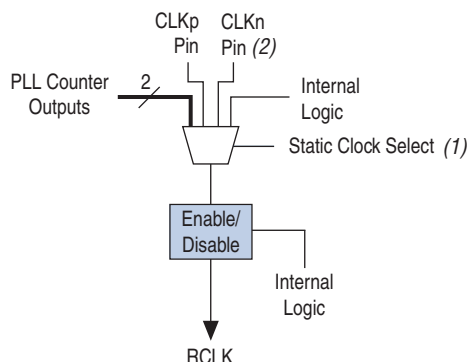 CLKp
Pin
CLKn
Pin (2)
PLL Counter
Outputs
2
Internal
Logic
Static Clock Select (1)
Enable/
Disable
Internal
Logic
RCLK